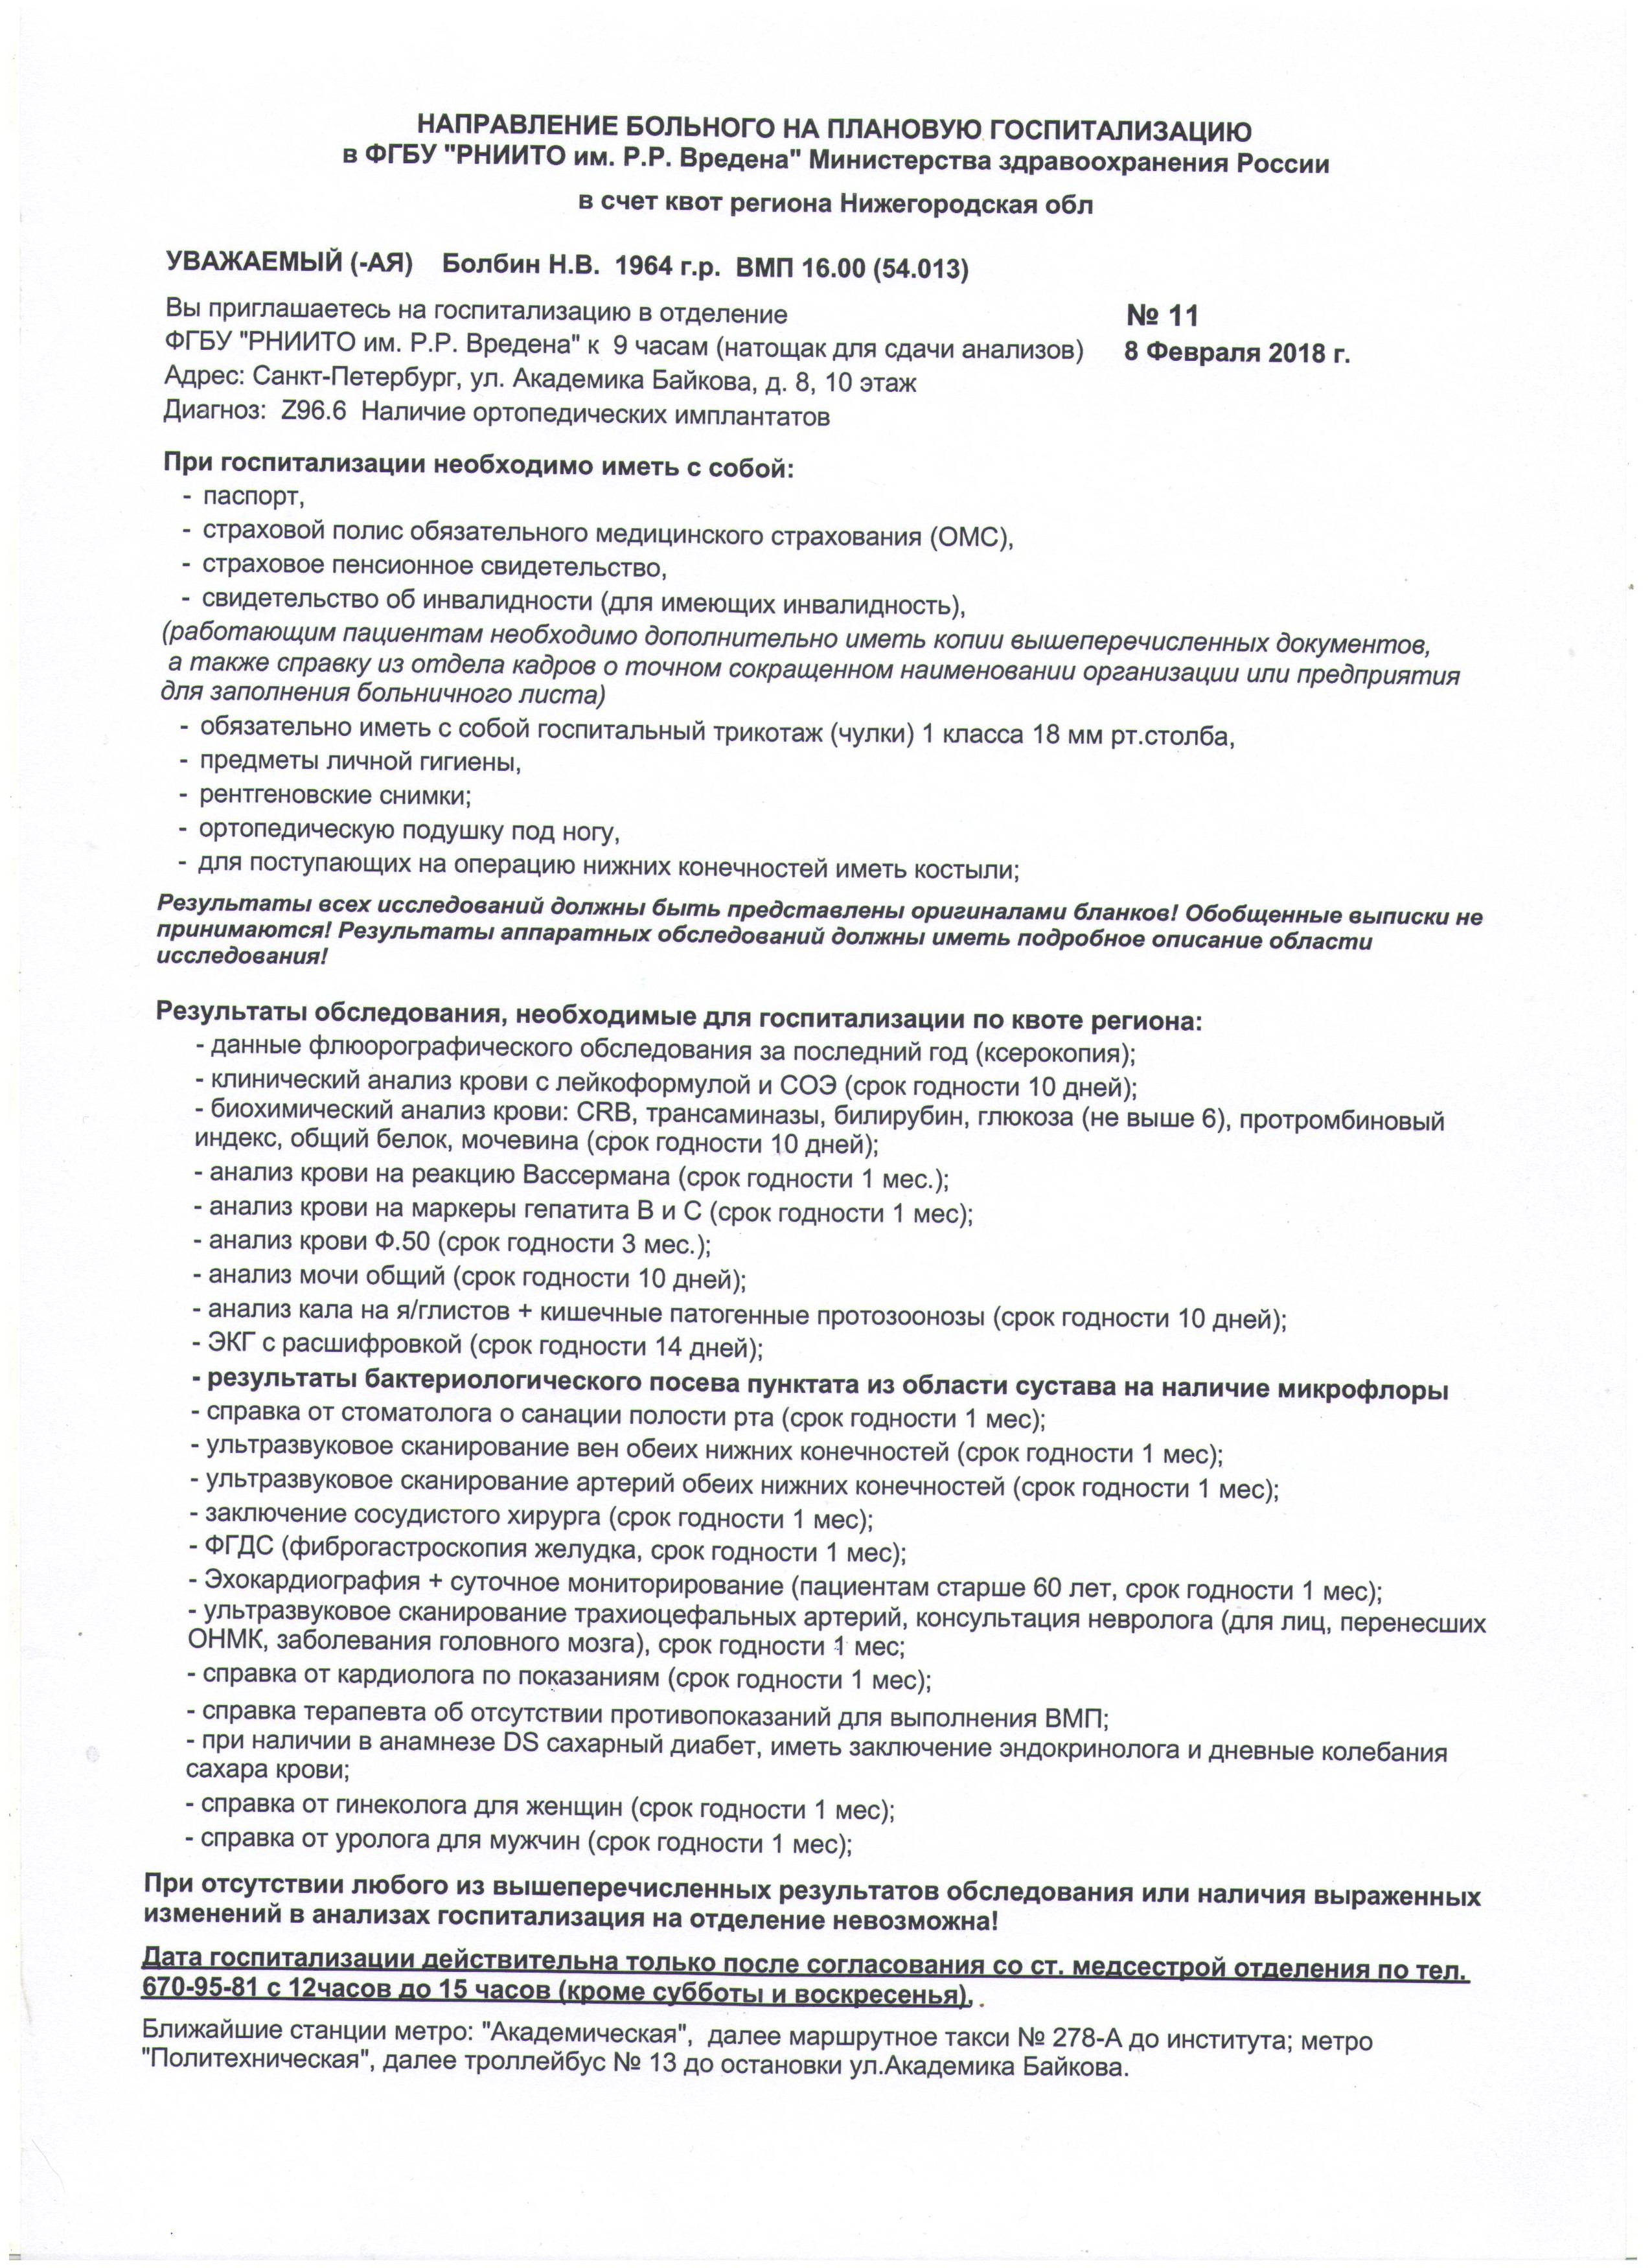 НАПРАВЛЕНИЕ БОЛЬНОГО НА ПЛАНОВУЮ ГОСПИТАЛИЗАЦИЮ
в ФГБУ "РНИИТО им. Р.Р. Вредена" Министерства здравоохранения России
в счет квот региона Нижегородская обл
УВАЖАЕМЫЙ (-АЯ) Болбин Н.В. 1964 г.р. ВМП 16.00 (54.013)
Вы приглашаетесь на госпитализацию в отделение № 11
ФГБУ "РНИИТО им. Р.Р. Вредена" к 9 часам (натощак для сдачи анализов) 8 Февраля 2018 г.
Адрес: Санкт-Петербург, ул. Академика Байкова, д. 8, 10 этаж
Диагноз: Z96.6 Наличие ортопедических имплантатов
При госпитализации необходимо иметь с собой:
- паспорт,
- страховой полис обязательного медицинского страхования (ОМС),
- страховое пенсионное свидетельство,
- свидетельство об инвалидности (для имеющих инвалидность),
(работающим пациентам необходимо дополнительно иметь копии вышеперечисленных документов,
а также справку из отдела кадров о точном сокращенном наименовании организации или предприятия
для заполнения больничного листа)
- обязательно иметь с собой госпитальный трикотаж (чулки) 1 класса 18 мм рт.столба,
- предметы личной гигиены,
- рентгеновские снимки;
- ортопедическую подушку под ногу,
- для поступающих на операцию нижних конечностей иметь костыли;
Результаты всех исследований должны быть представлены оригиналами бланков! Обобщенные выписки не
принимаются! Результаты аппаратных обследований должны иметь подробное описание области
исследования!
Результаты обследования, необходимые для госпитализации по квоте региона:
- данные флюорографического обследования за последний год (ксерокопия);
- клинический анализ крови с лейкоформулой и СОЭ (срок годности 10 дней);
- биохимический анализ крови: CRB, трансаминазы, билирубин, глюкоза (не выше 6), протромбиновый
индекс, общий белок, мочевина (срок годности 10 дней);
- анализ крови на реакцию Вассермана (срок годности 1 мес.);
- анализ крови на маркеры гепатита В и С (срок годности 1 мес);
- анализ крови Ф.50 (срок годности 3 мес.);
- анализ мочи общий (срок годности 10 дней);
- анализ кала на я/глистов + кишечные патогенные протозоонозы (срок годности 10 дней);
- ЭКГ с расшифровкой (срок годности 14 дней);
- результаты бактериологического посева пунктата из области сустава на наличие микрофлоры
- справка от стоматолога о санации полости рта (срок годности 1 мес);
- ультразвуковое сканирование вен обеих нижних конечностей (срок годности 1 мес);
- ультразвуковое сканирование артерий обеих нижних конечностей (срок годности 1 мес);
- заключение сосудистого хирурга (срок годности 1 мес);
- ФГДС (фиброгастроскопия желудка, срок годности 1 мес);
- Эхокардиография + суточное мониторирование (пациентам старше 60 лет, срок годности 1 мес);
- ультразвуковое сканирование трахиоцефальных артерий, консультация невролога (для лиц, перенесших
ОНМК, заболевания головного мозга), срок годности 1 мес;
- справка от кардиолога по показаниям (срок годности 1 мес);
- справка терапевта об отсутствии противопоказаний для выполнения ВМП;
- при наличии в анамнезе DS сахарный диабет, иметь заключение эндокринолога и дневные колебания
сахара крови;
- справка от гинеколога для женщин (срок годности 1 мес);
- справка от уролога для мужчин (срок годности 1 мес);
При отсутствии любого из вышеперечисленных результатов обследования или наличия выраженных
изменений в анализах госпитализация на отделение невозможна!
Дата госпитализации действительна только после согласования со ст. медсестрой отделения по тел.
670-95-81 с 12часов до 15 часов (кроме субботы и воскресенья), .
Ближайшие станции метро: "Академическая", далее маршрутное такси № 278-А до института; метро
"Политехническая", далее троллейбус № 13 до остановки ул.Академика Байкова.